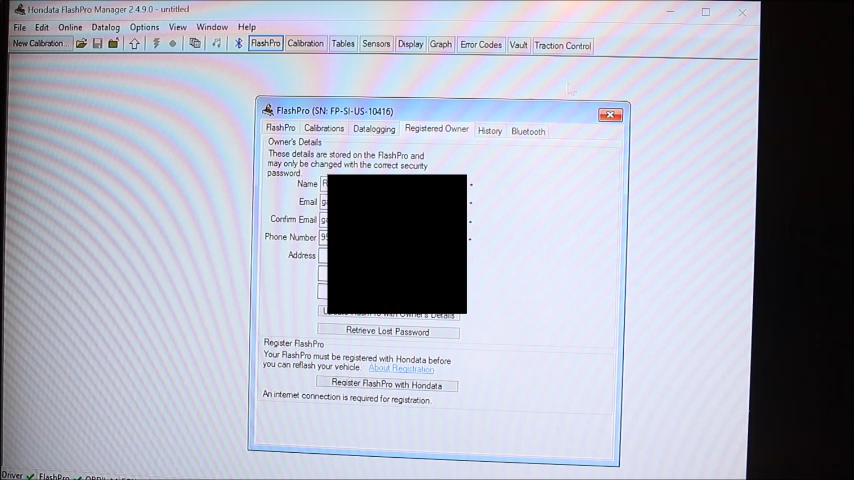 Hondata FlashPro Manager 2.4.9.0 - untitled
File Edit Online Datalog Options View Window Help
New Calibration... FlashPro Calibration Tables Sensors Display Graph Error Codes Vault Traction Control
FlashPro (SN: FP-SI-US-10416)
FlashPro Calibrations Datalogging Registered Owner History Bluetooth
Owner's Details
These details are stored on the FlashPro and
may only be changed with the correct security
password.
Name
Email
Confirm Email
Phone Number
Address
Owner's Details
Retrieve Lost Password
Register FlashPro
Your FlashPro must be registered with Hondata before
you can reflash your vehicle. About Registration
Register FlashPro with Hondata
An internet connection is required for registration.
Driver FlashPro